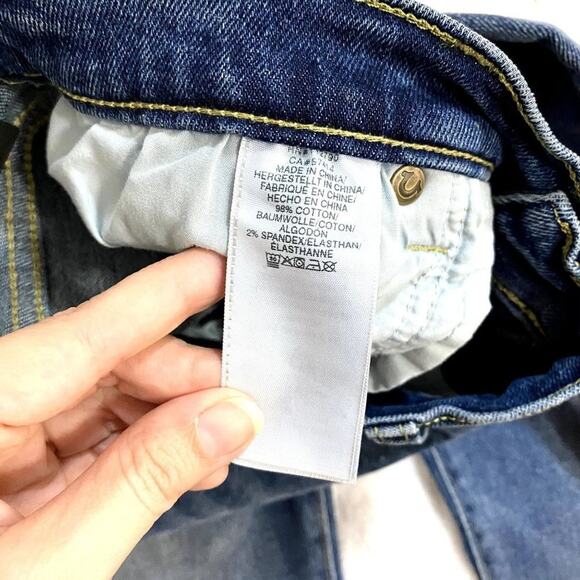 MADE IN CHINA/
HERGESTELLT IN CHINA/
FABRIQUÉ EN CHINE/
HECHO EN CHINA
98% COTTON/
BAUMWOLLE/COTON/
ALGODON
2% SPANDEX/ELASTHAN/
ÉLASTHANNE